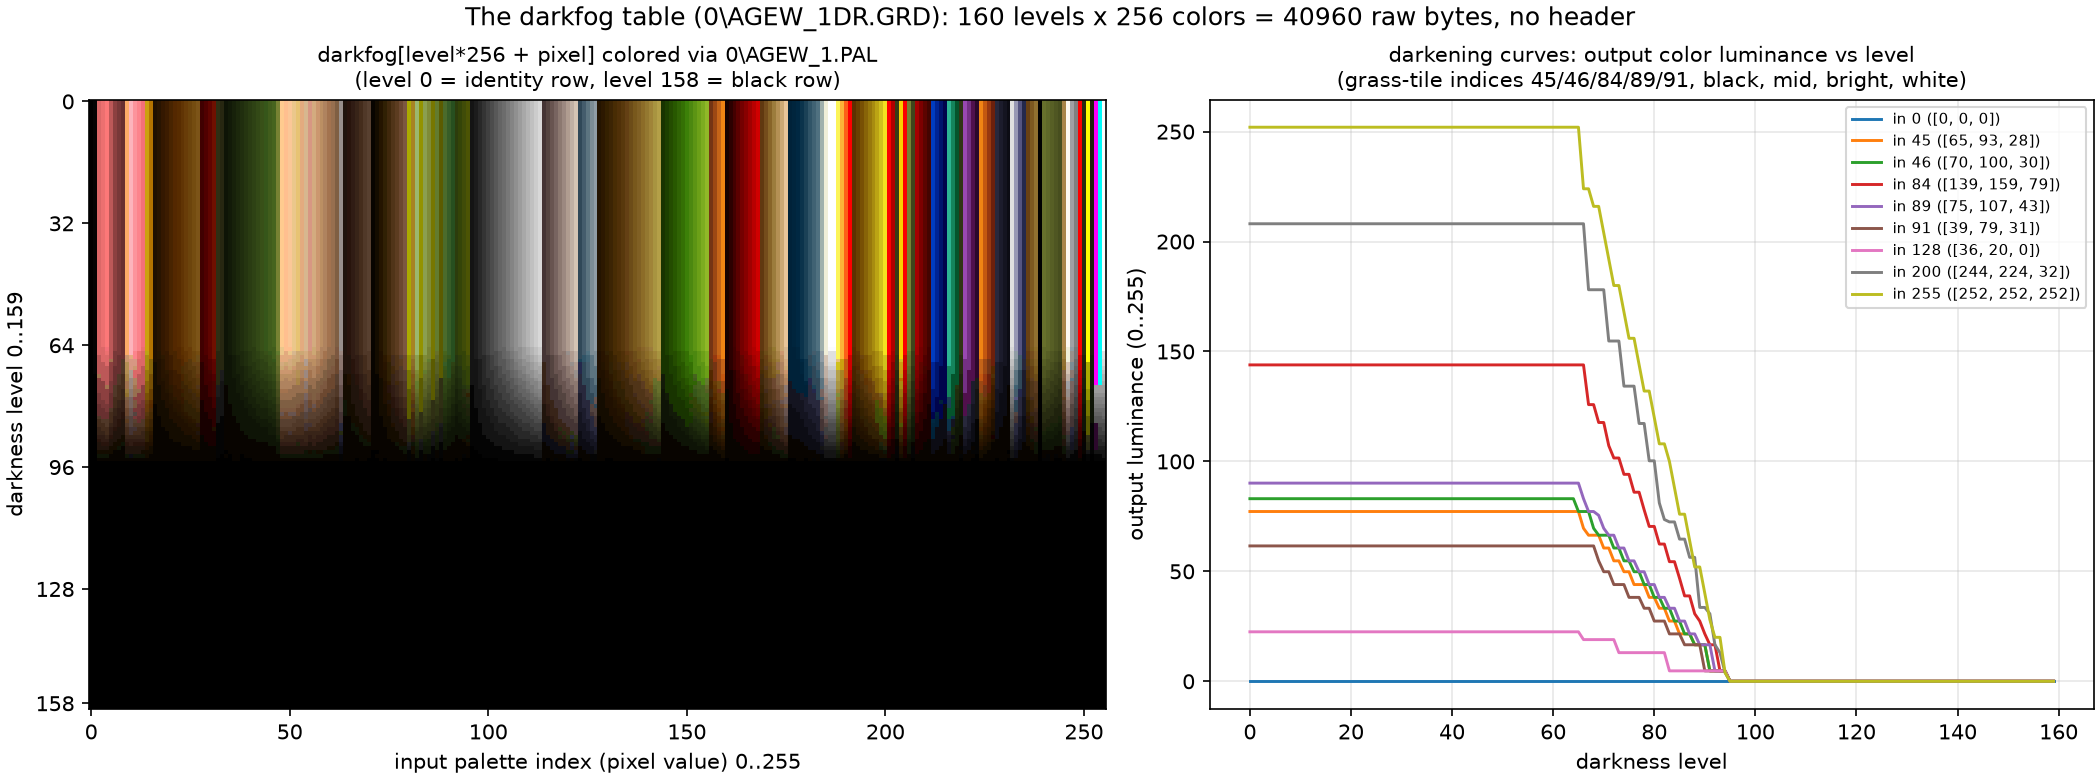 The darkfog table (0\AGEW_1DR.GRD): 160 levels x 256 colors = 40960 raw bytes, no header
darkfog[level*256 + pixel] colored via 0\AGEW_1.PAL
(level 0 = identity row, level 158 = black row)
darkness level 0..159
0
32
64
96
128
158
0
50
100
150
200
250
input palette index (pixel value) 0..255
darkening curves: output color luminance vs level
(grass-tile indices 45/46/84/89/91, black, mid, bright, white)
output luminance (0..255)
250
200
150
100
50
0
in 0 ([0, 0, 0])
in 45 ([65, 93, 28])
in 46 ([70, 100, 30])
in 84 ([139, 159, 79])
in 89 ([75, 107, 43])
in 91 ([39, 79, 31])
in 128 ([36, 20, 0])
in 200 ([244, 224, 32])
in 255 ([252, 252, 252])
0
20
40
60
80
100
120
140
160
darkness level